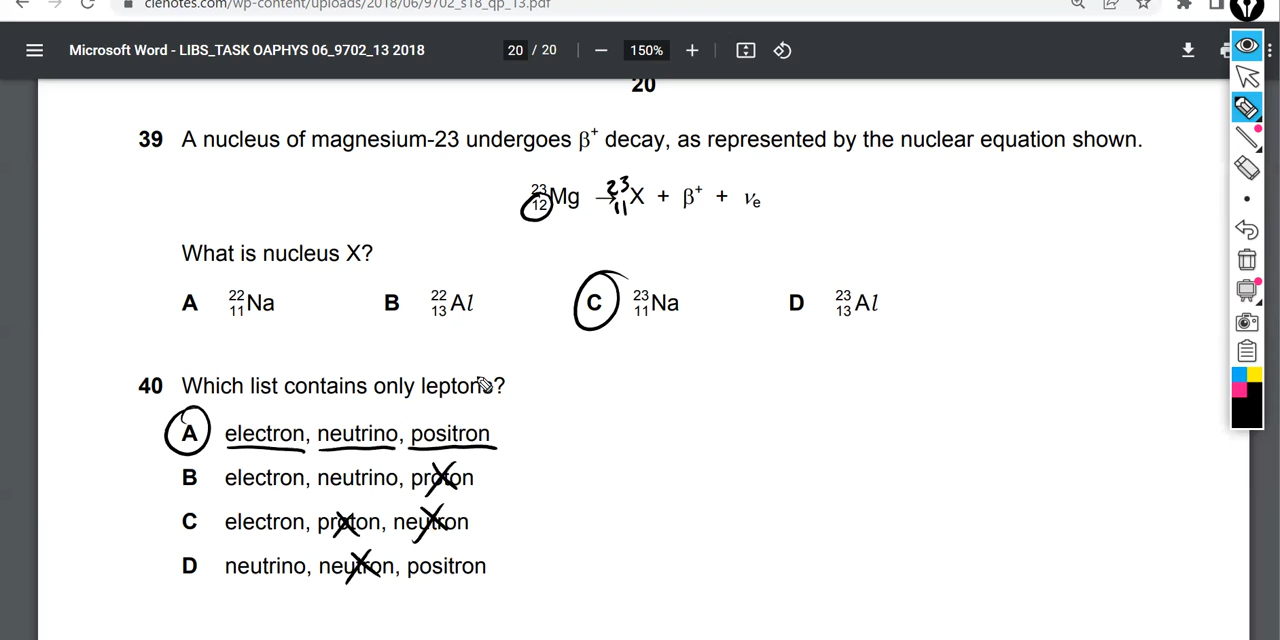 cienotes.com/wp-content/uploads/2018/06/9702_s18_qp_13.pdf
Microsoft Word - LIBS_TASK OAPHYS 06_9702_13 2018 20 / 20 150%
20
39 A nucleus of magnesium-23 undergoes β⁺ decay, as represented by the nuclear equation shown.
²³₁₂Mg → ²³₁₁X + β⁺ + νₑ
What is nucleus X?
A ²²₁₁Na B ²²₁₃Al C ²³₁₁Na D ²³₁₃Al
40 Which list contains only leptons?
A electron, neutrino, positron
B electron, neutrino, proton
C electron, proton, neutron
D neutrino, neutron, positron